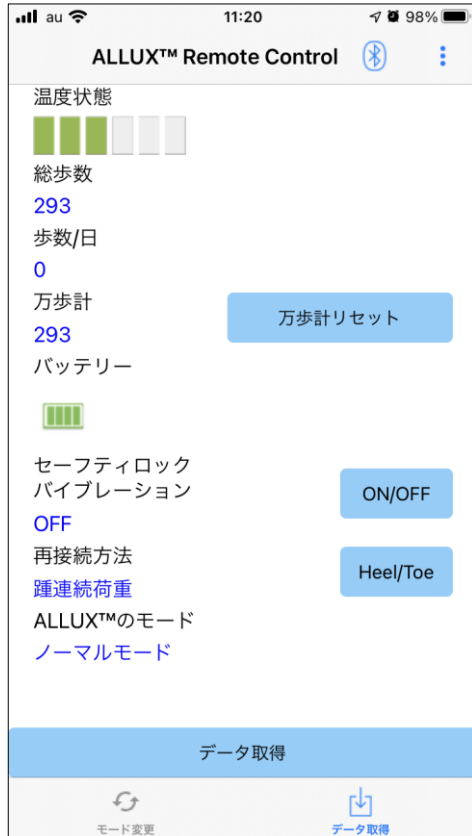 au 11:20 98%
ALLUX™ Remote Control
温度状態
総歩数
293
歩数/日
0
万歩計
万歩計リセット
293
バッテリー
セーフティロック
バイブレーション
ON/OFF
OFF
再接続方法
Heel/Toe
踵連続荷重
ALLUX™のモード
ノーマルモード
データ取得
モード変更
データ取得